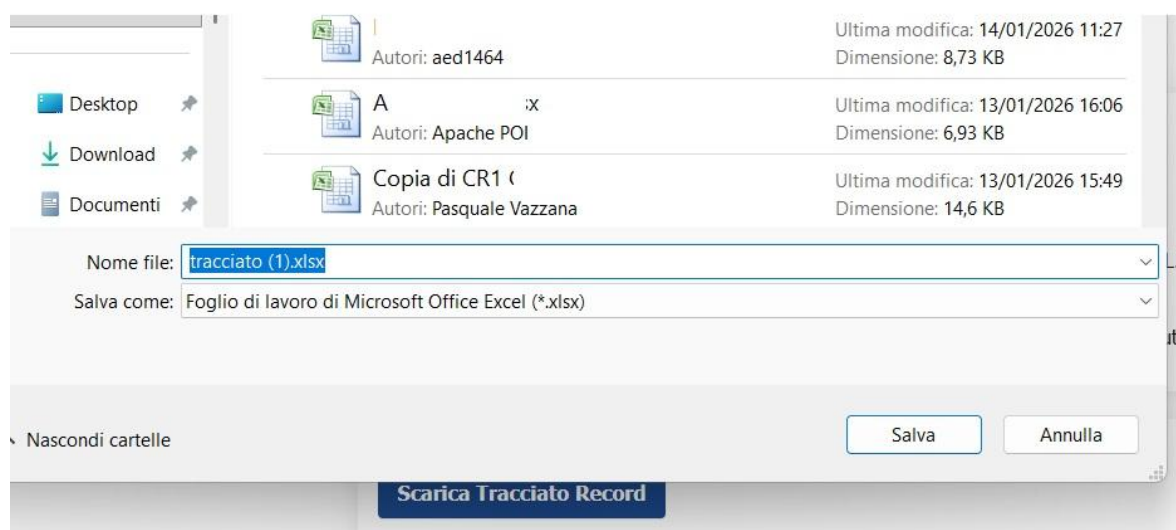 Ultima modifica: 14/01/2026 11:27
Autori: aed1464
Dimensione: 8,73 KB
Desktop
A
Ultima modifica: 13/01/2026 16:06
Autori: Apache POI
Dimensione: 6,93 KB
Download
Copia di CR1
Ultima modifica: 13/01/2026 15:49
Documenti
Autori: Pasquale Vazzana
Dimensione: 14,6 KB
Nome file: tracciato (1).xlsx
Salva come: Foglio di lavoro di Microsoft Office Excel (*.xlsx)
Nascondi cartelle
Salva
Annulla
Scarica Tracciato Record